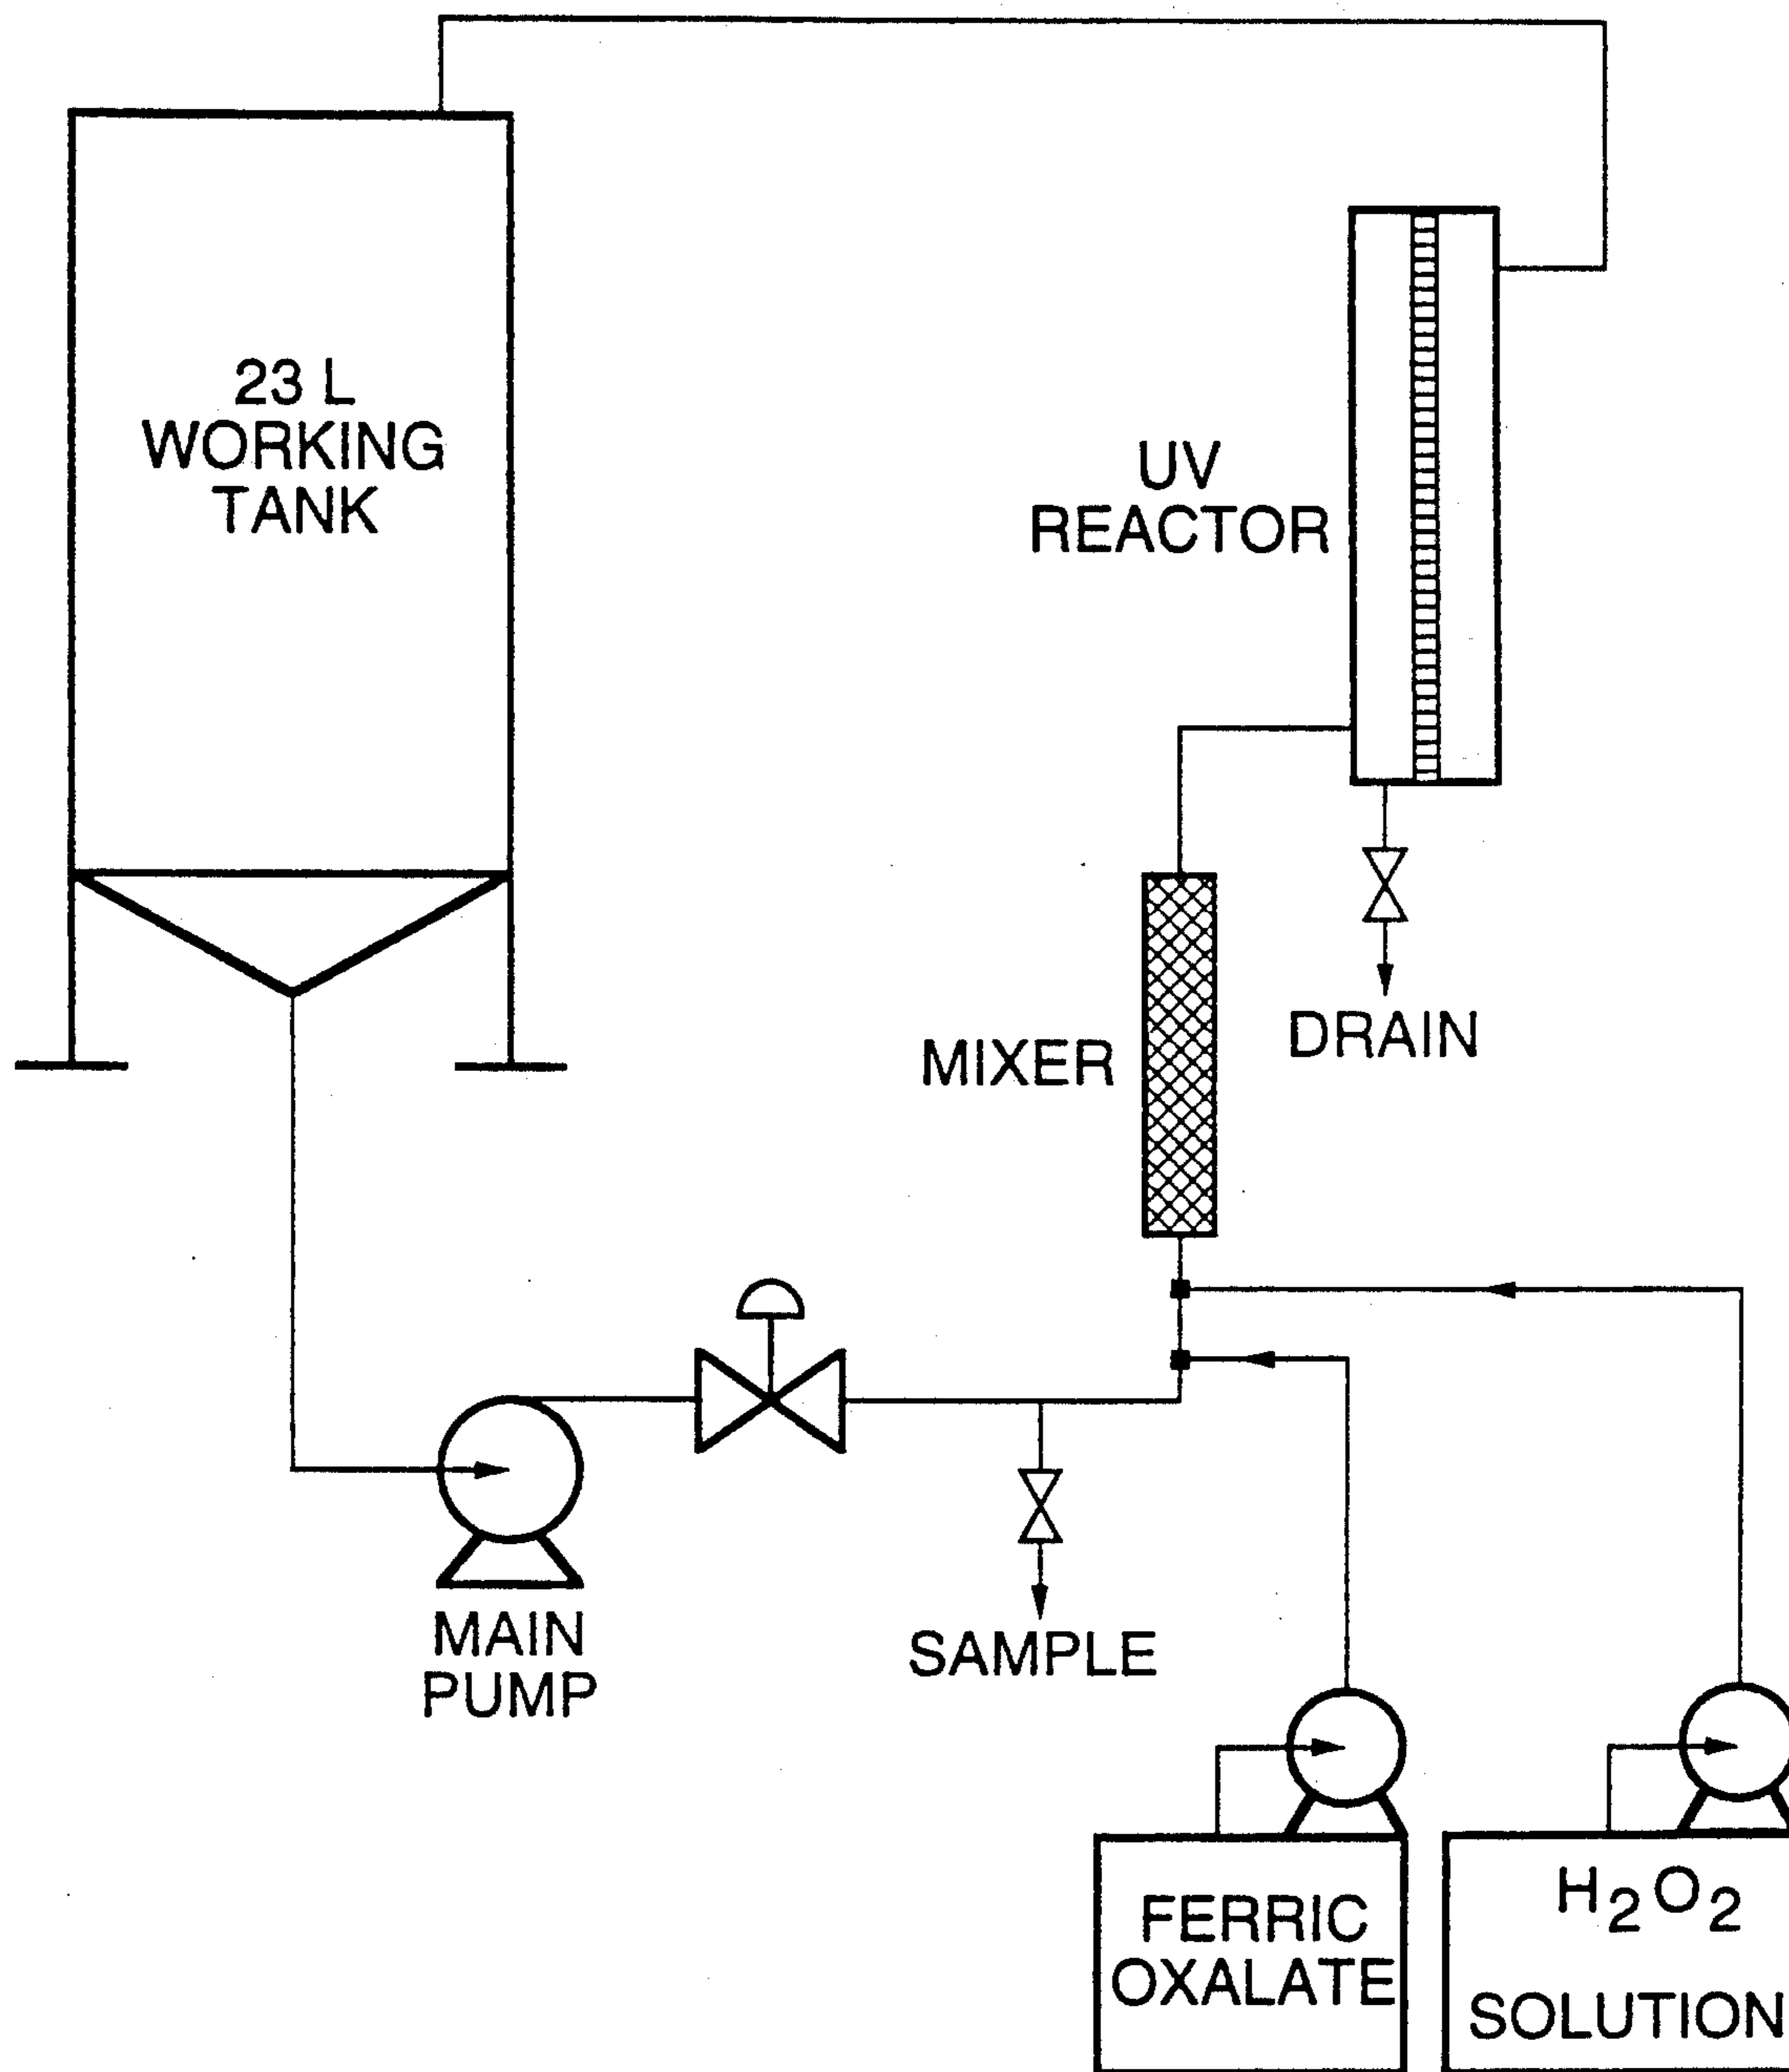 23 L
WORKING
TANK
UV
REACTOR
DRAIN
MIXER
MAIN
PUMP
SAMPLE
FERRIC
OXALATE
H₂O₂
SOLUTION